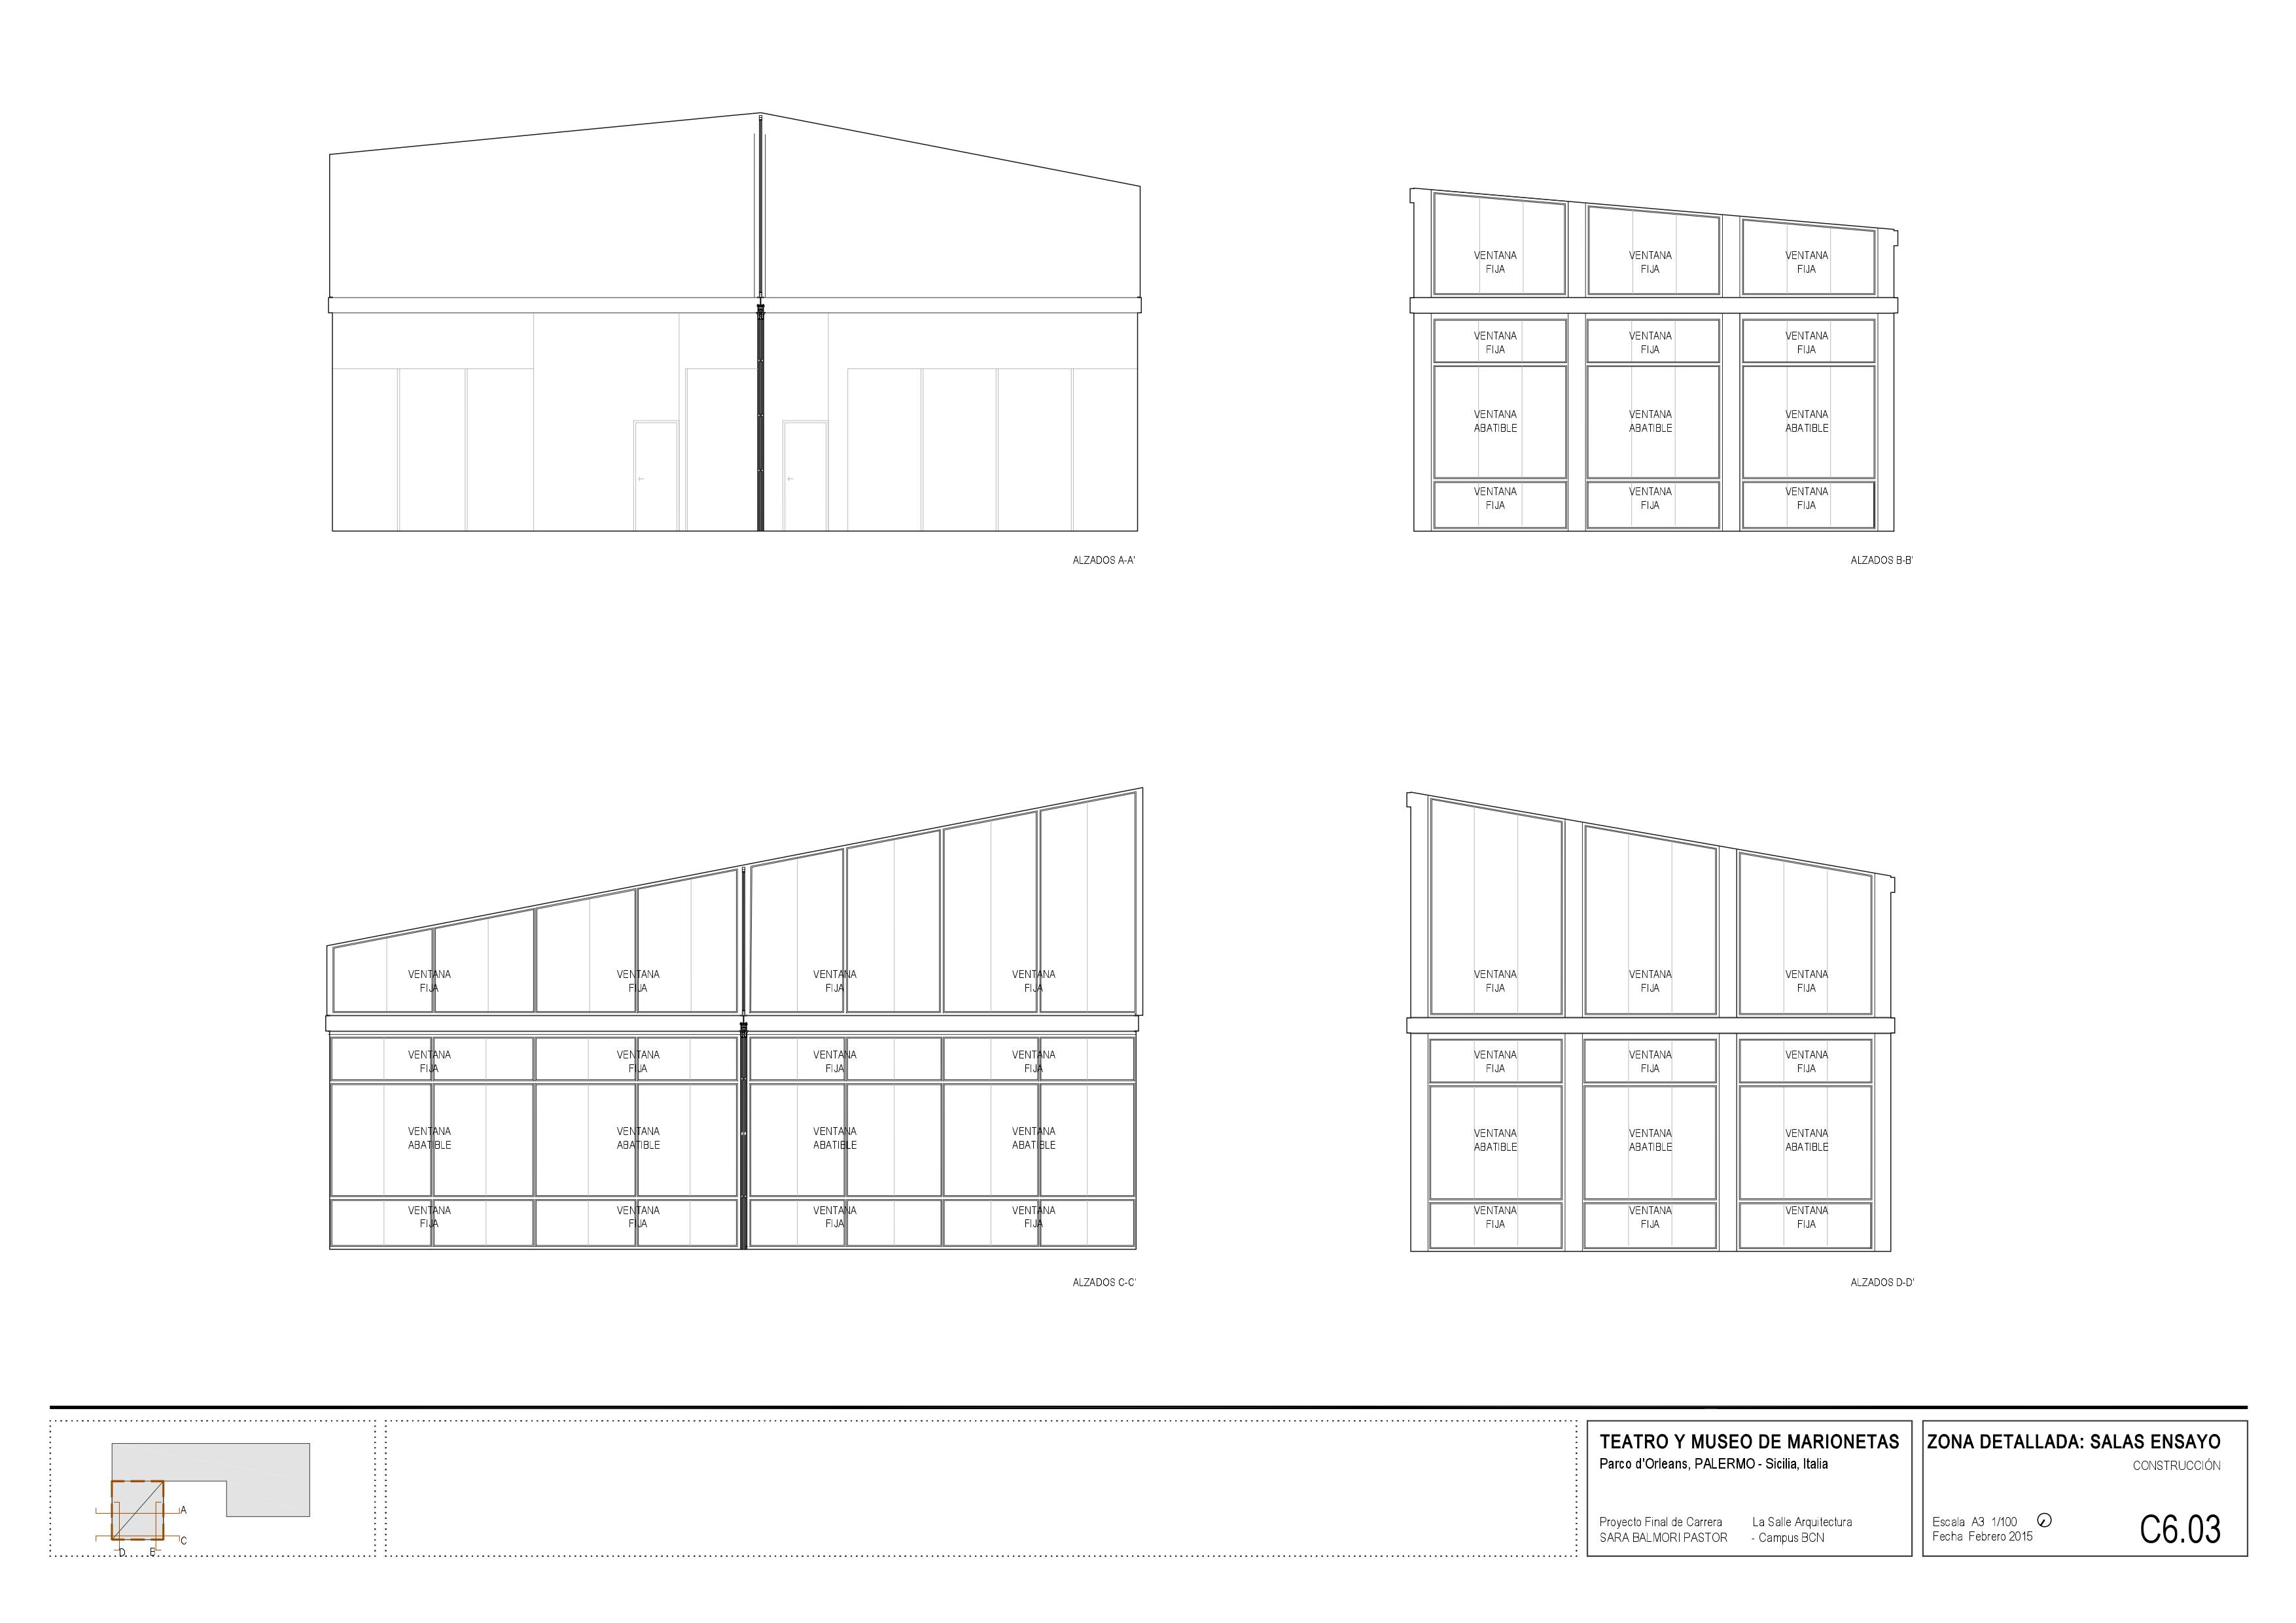 VENTANA
FIJA
VENTANA
FIJA
VENTANA
FIJA
VENTANA
FIJA
VENTANA
FIJA
VENTANA
FIJA
VENTANA
ABATIBLE
VENTANA
ABATIBLE
VENTANA
ABATIBLE
VENTANA
FIJA
VENTANA
FIJA
VENTANA
FIJA
ALZADOS A-A'
ALZADOS B-B'
VENTANA
FIJA
VENTANA
FIJA
VENTANA
FIJA
VENTANA
FIJA
VENTANA
FIJA
VENTANA
FIJA
VENTANA
FIJA
VENTANA
FIJA
VENTANA
ABATIBLE
VENTANA
ABATIBLE
VENTANA
ABATIBLE
VENTANA
ABATIBLE
VENTANA
FIJA
VENTANA
FIJA
VENTANA
FIJA
VENTANA
FIJA
ALZADOS C-C'
VENTANA
FIJA
VENTANA
FIJA
VENTANA
FIJA
VENTANA
FIJA
VENTANA
FIJA
VENTANA
FIJA
VENTANA
ABATIBLE
VENTANA
ABATIBLE
VENTANA
ABATIBLE
VENTANA
FIJA
VENTANA
FIJA
VENTANA
FIJA
ALZADOS D-D'
A
C
D
B
TEATRO Y MUSEO DE MARIONETAS
Parco d'Orleans, PALERMO - Sicilia, Italia
Proyecto Final de Carrera
SARA BALMORI PASTOR
La Salle Arquitectura
- Campus BCN
ZONA DETALLADA: SALAS ENSAYO
CONSTRUCCIÓN
Escala A3 1/100
Fecha Febrero 2015
C6.03